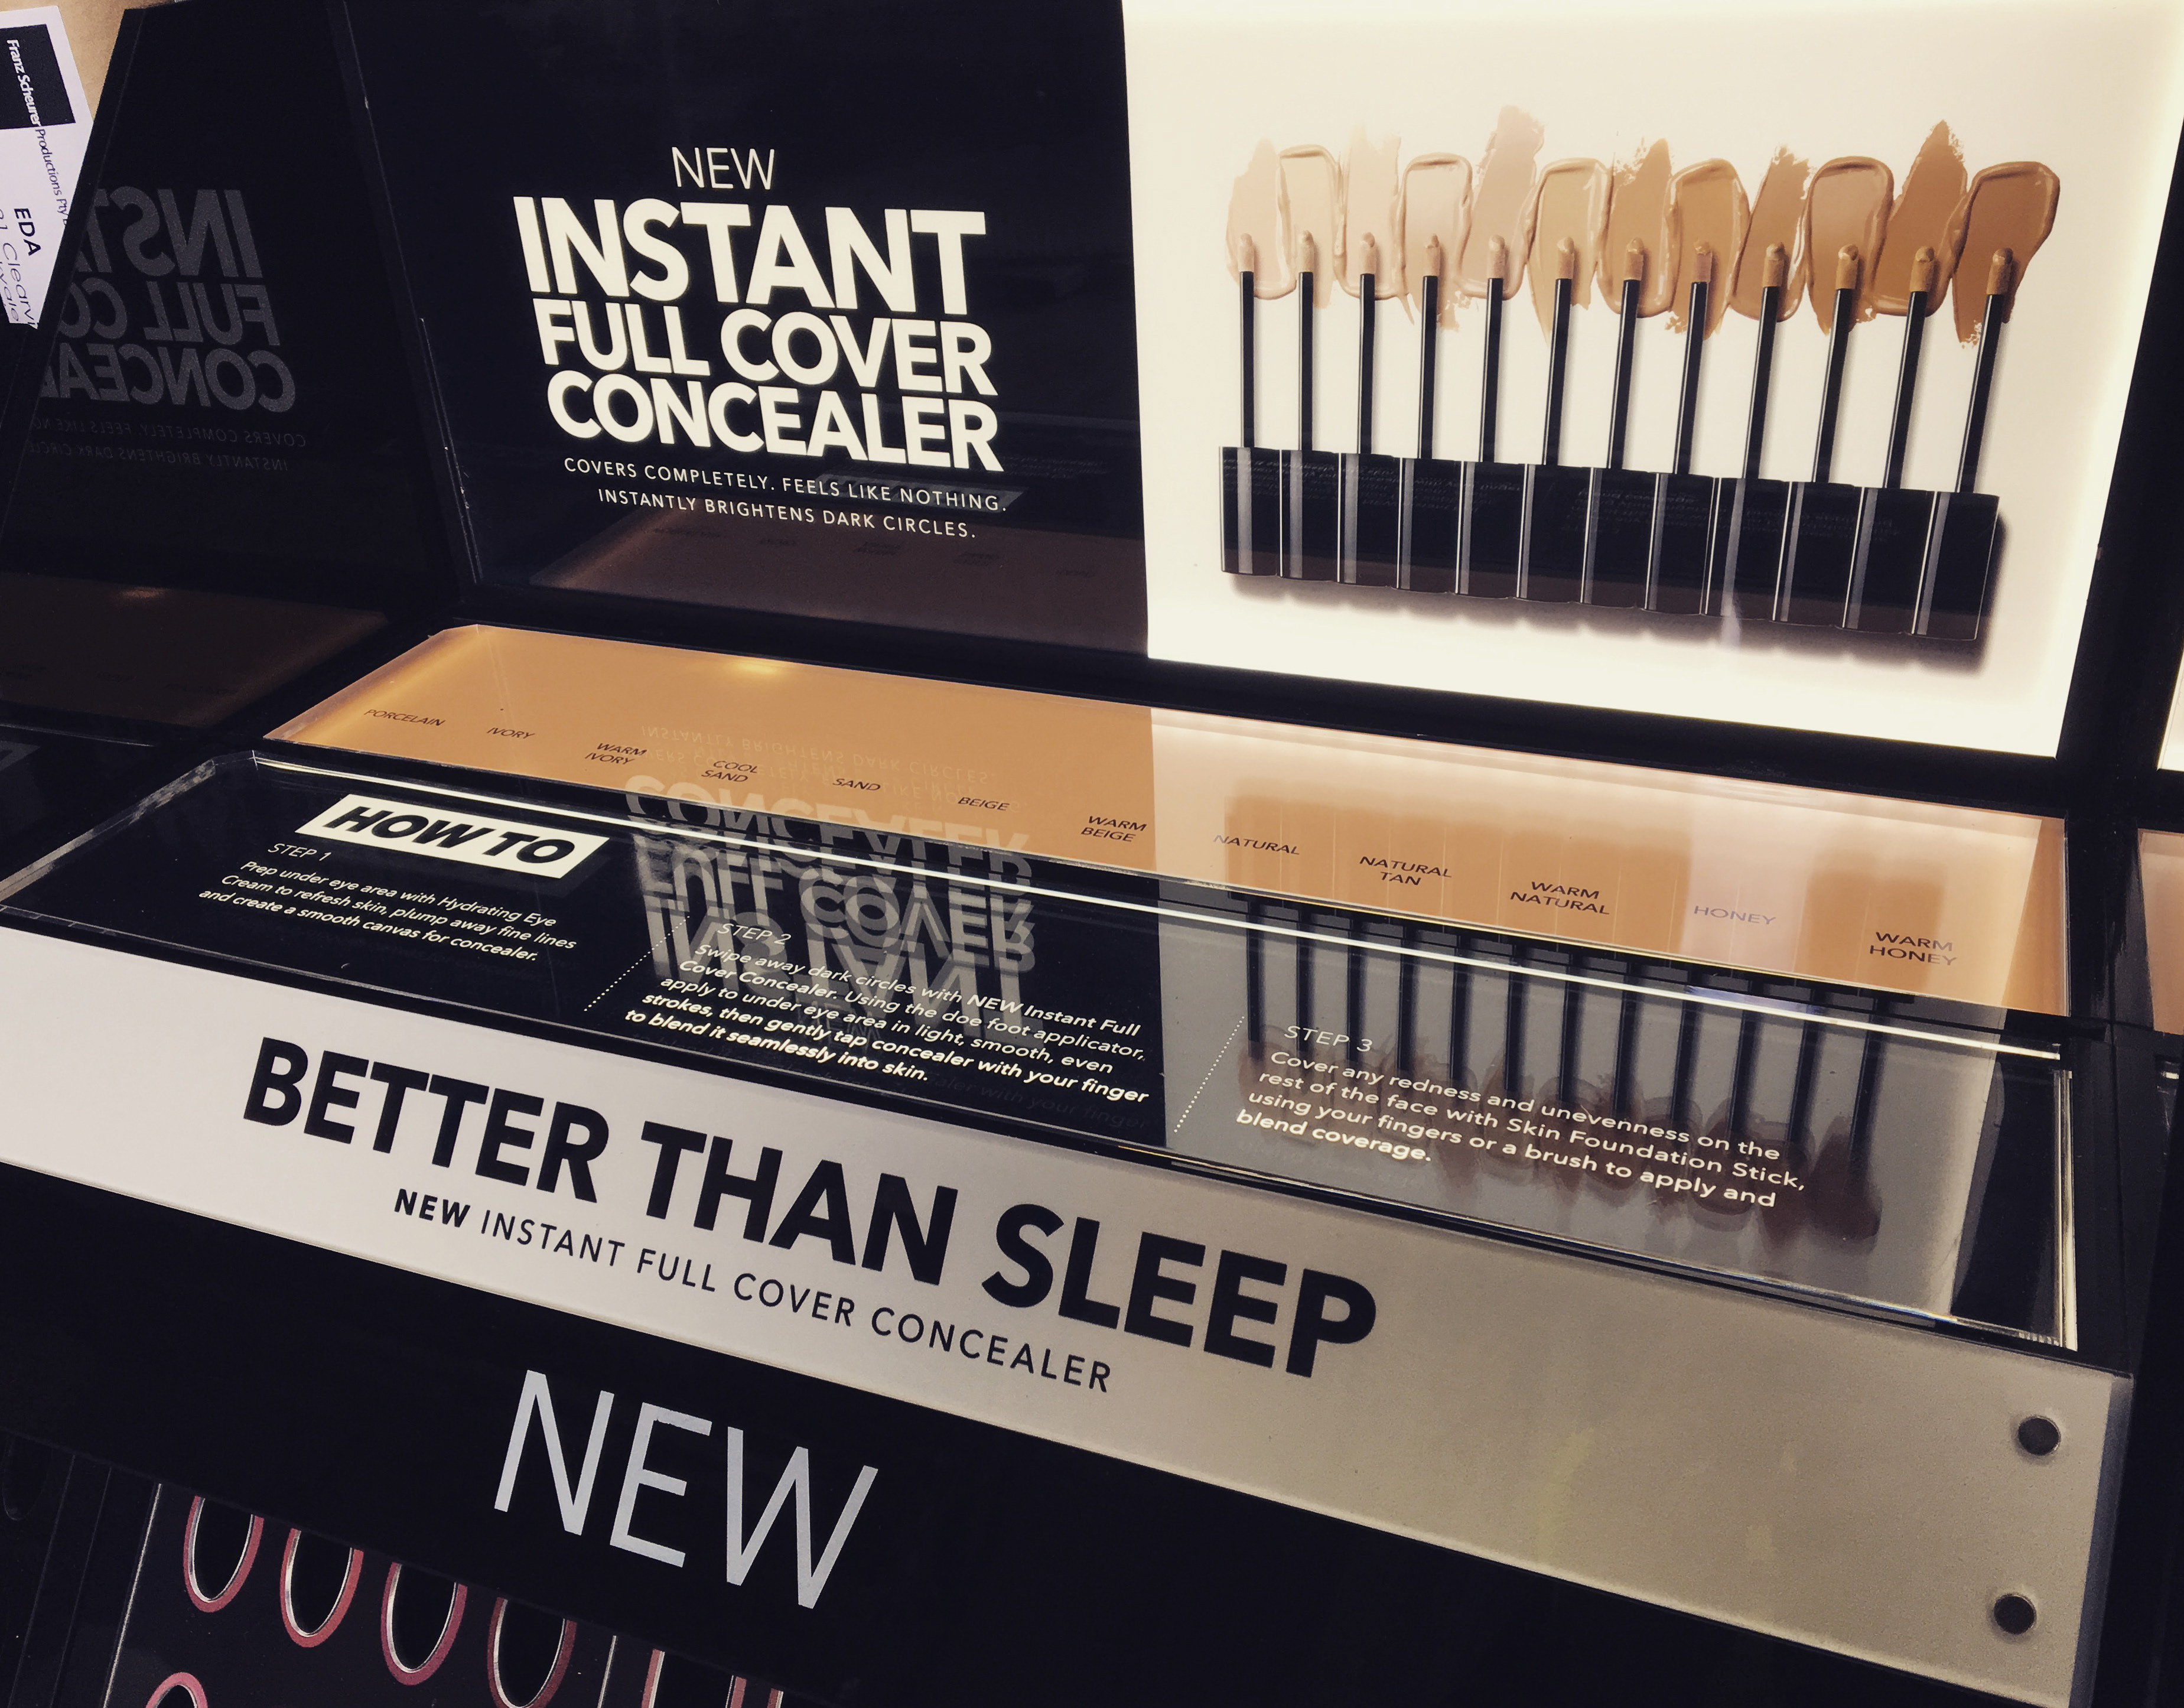 Franz Scheurer Productions Pty
EDA
NEW
INSTANT
FULL COVER
CONCEALER
COVERS COMPLETELY. FEELS LIKE NOTHING.
INSTANTLY BRIGHTENS DARK CIRCLES.
PORCELAIN
IVORY
WARM
IVORY
COOL
SAND
SAND
BEIGE
WARM
BEIGE
NATURAL
NATURAL
TAN
WARM
NATURAL
HONEY
WARM
HONEY
HOW TO
STEP 1
Prep under eye area with Hydrating Eye
Cream to refresh skin, plump away fine lines
and create a smooth canvas for concealer.
STEP 2
Swipe away dark circles with NEW Instant Full
Cover Concealer. Using the doe foot applicator,
apply to under eye area in light, smooth, even
strokes, then gently tap concealer with your finger
to blend it seamlessly into skin.
STEP 3
Cover any redness and unevenness on the
rest of the face with Skin Foundation Stick,
using your fingers or a brush to apply and
blend coverage.
BETTER THAN SLEEP
NEW INSTANT FULL COVER CONCEALER
NEW